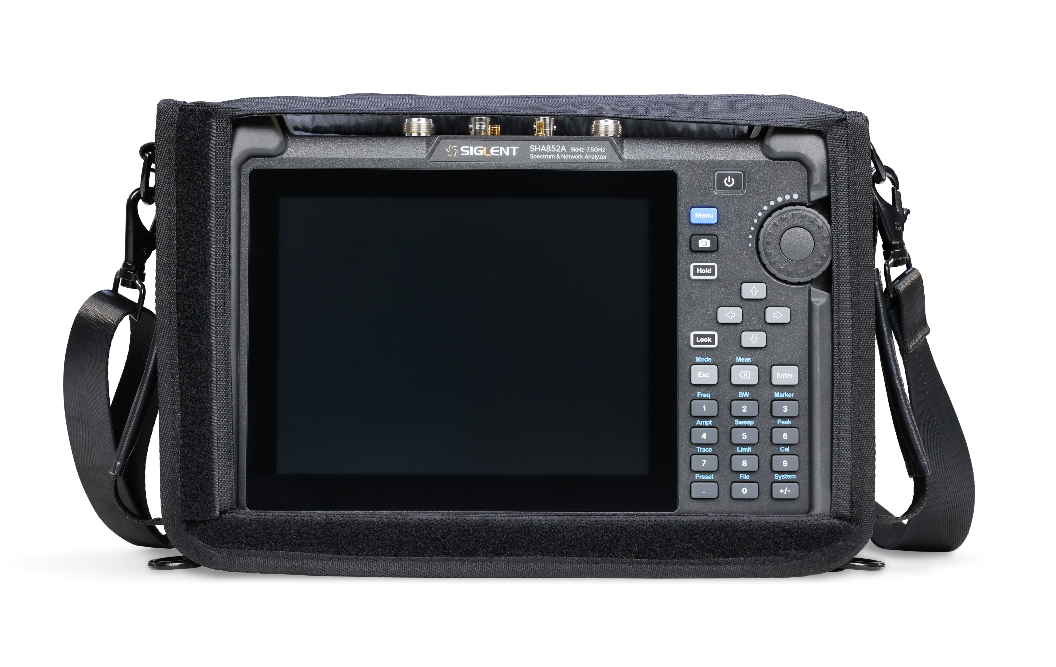 SIGLENT SHA852A 9kHz-7.5GHz
Spectrum & Network Analyzer
Menu
Hold
Lock
Mode Meas
Esc Enter
Freq BW Marker
1 2 3
Ampt Sweep Peak
4 5 6
Trace Limit Cal
7 8 9
Preset File System
. 0 +/-